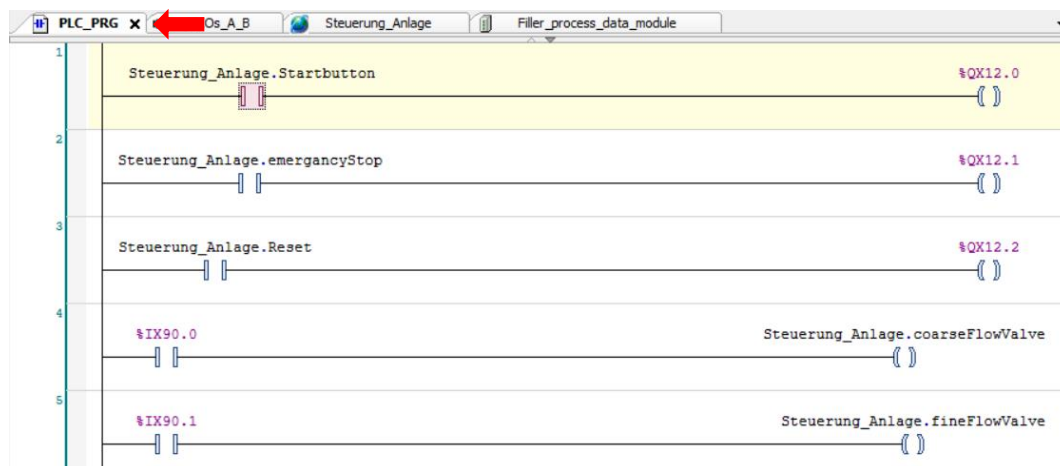 PLC_PRG Os_A_B Steuerung_Anlage Filler_process_data_module
1
Steuerung_Anlage.Startbutton %QX12.0
2
Steuerung_Anlage.emergancyStop %QX12.1
3
Steuerung_Anlage.Reset %QX12.2
4
%IX90.0 Steuerung_Anlage.coarseFlowValve
5
%IX90.1 Steuerung_Anlage.fineFlowValve